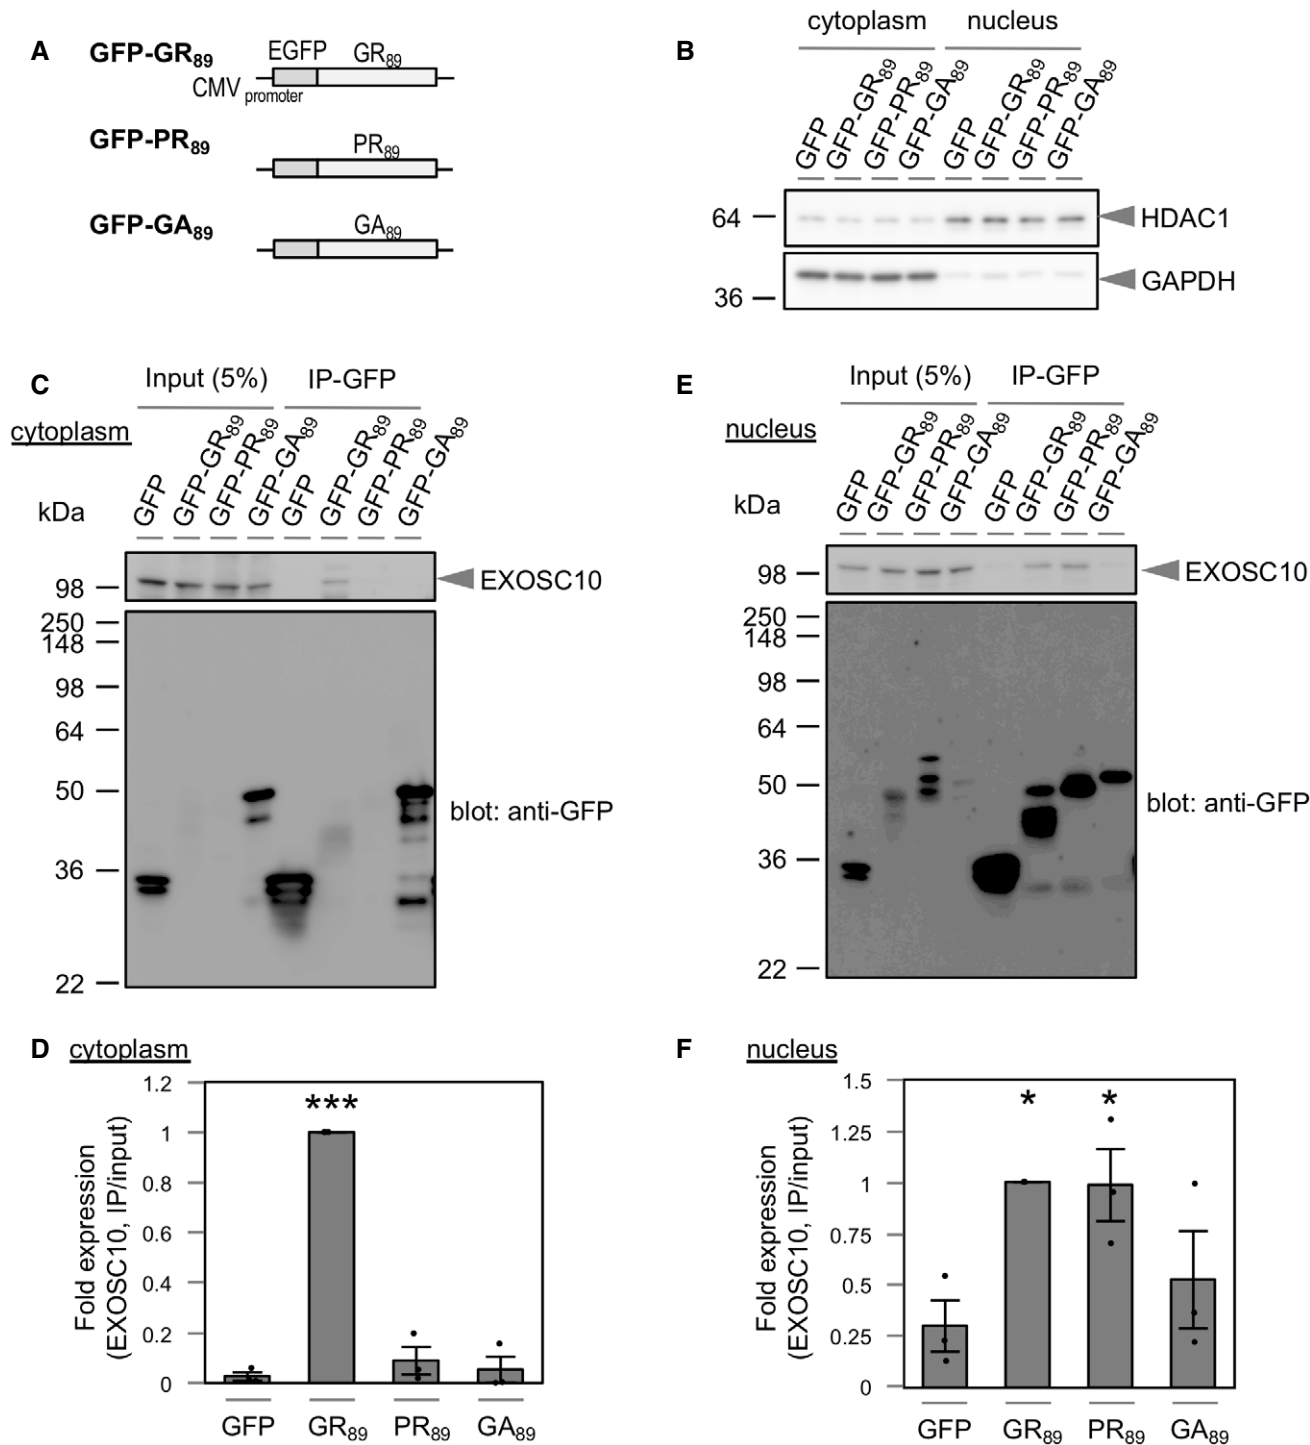 A
GFP-GR89
EGFP GR89
CMV promoter
GFP-PR89
PR89
GFP-GA89
GA89
B
cytoplasm nucleus
GFP GFP-GR89 GFP-PR89 GFP-GA89 GFP GFP-GR89 GFP-PR89 GFP-GA89
64 HDAC1
36 GAPDH
C
Input (5%) IP-GFP
cytoplasm
GFP GFP-GR89 GFP-PR89 GFP-GA89 GFP GFP-GR89 GFP-PR89 GFP-GA89
kDa
98 EXOSC10
250
148
98
64
50
blot: anti-GFP
36
22
E
Input (5%) IP-GFP
nucleus
GFP GFP-GR89 GFP-PR89 GFP-GA89 GFP GFP-GR89 GFP-PR89 GFP-GA89
kDa
98 EXOSC10
250
148
98
64
50
blot: anti-GFP
36
22
D cytoplasm
Fold expression
(EXOSC10, IP/input)
1.2
1
0.8
0.6
0.4
0.2
0
***
GFP GR89 PR89 GA89
F nucleus
Fold expression
(EXOSC10, IP/input)
1.5
1.25
1
0.75
0.5
0.25
0
* *
GFP GR89 PR89 GA89